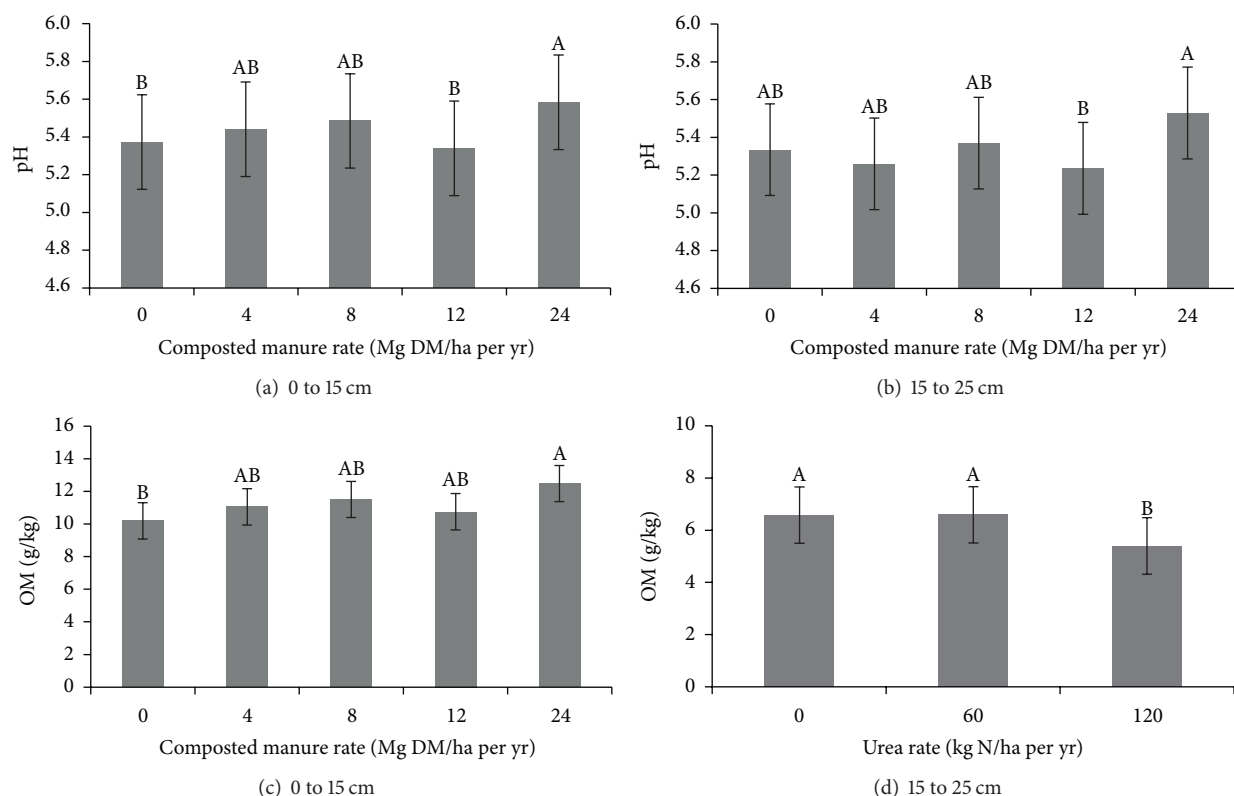 6.0
5.8
5.6
5.4
5.2
5.0
4.8
4.6
pH
B
AB
AB
B
A
0 4 8 12 24
Composted manure rate (Mg DM/ha per yr)
(a) 0 to 15 cm
6.0
5.8
5.6
5.4
5.2
5.0
4.8
4.6
pH
AB
AB
AB
B
A
0 4 8 12 24
Composted manure rate (Mg DM/ha per yr)
(b) 15 to 25 cm
16
14
12
10
8
6
4
2
0
OM (g/kg)
B
AB
AB
AB
A
0 4 8 12 24
Composted manure rate (Mg DM/ha per yr)
(c) 0 to 15 cm
10
8
6
4
2
0
OM (g/kg)
A
A
B
0 60 120
Urea rate (kg N/ha per yr)
(d) 15 to 25 cm